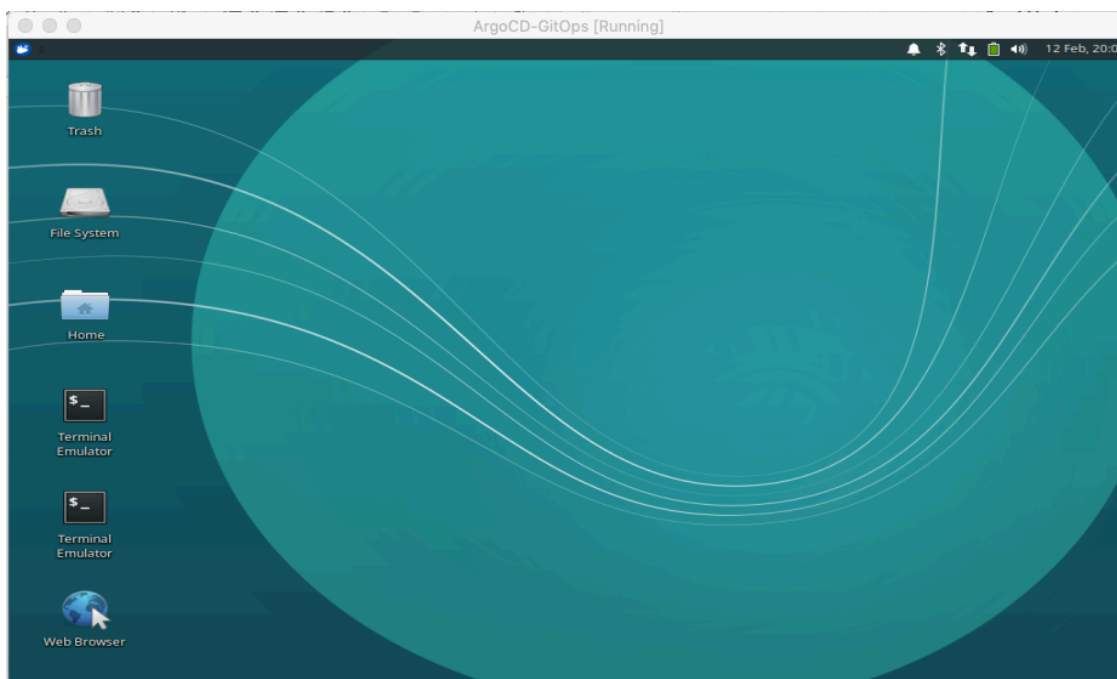 ArgoCD-GitOps [Running]
12 Feb, 20:0
Trash
File System
Home
$_
Terminal
Emulator
$_
Terminal
Emulator
Web Browser